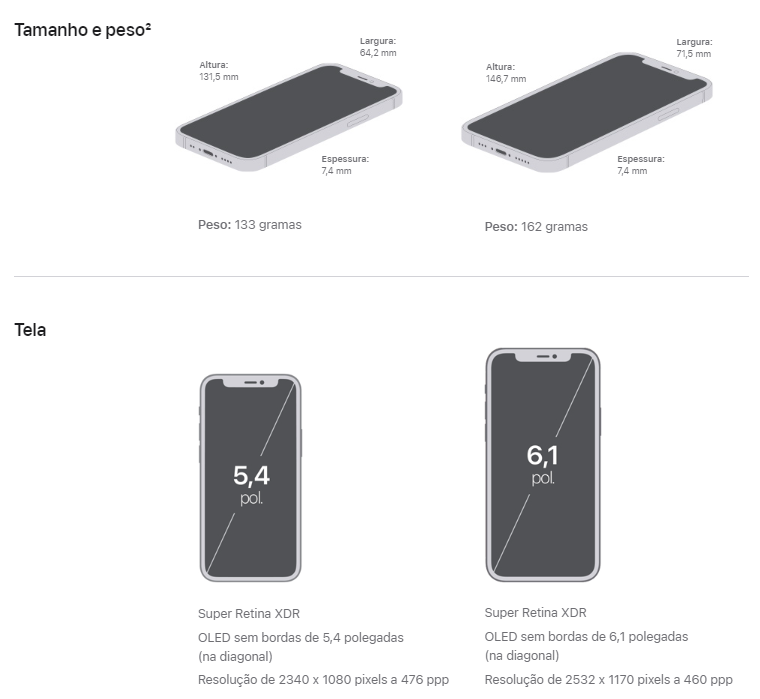 Tamanho e peso²
Largura:
64,2 mm
Altura:
131,5 mm
Espessura:
7,4 mm
Peso: 133 gramas
Largura:
71,5 mm
Altura:
146,7 mm
Espessura:
7,4 mm
Peso: 162 gramas
Tela
5,4
pol.
Super Retina XDR
OLED sem bordas de 5,4 polegadas
(na diagonal)
Resolução de 2340 x 1080 pixels a 476 ppp
6,1
pol.
Super Retina XDR
OLED sem bordas de 6,1 polegadas
(na diagonal)
Resolução de 2532 x 1170 pixels a 460 ppp